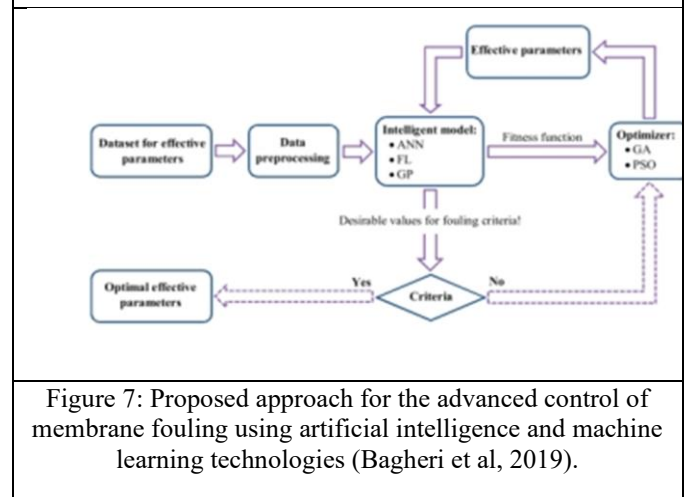 Effective parameters
Dataset for effective
parameters
Data
preprocessing
Intelligent model:
• ANN
• FL
• GP
Fitness function
Optimizer:
• GA
• PSO
Desirable values for fouling criteria!
Optimal effective
parameters
Yes
Criteria
No
Figure 7: Proposed approach for the advanced control of
membrane fouling using artificial intelligence and machine
learning technologies (Bagheri et al, 2019).